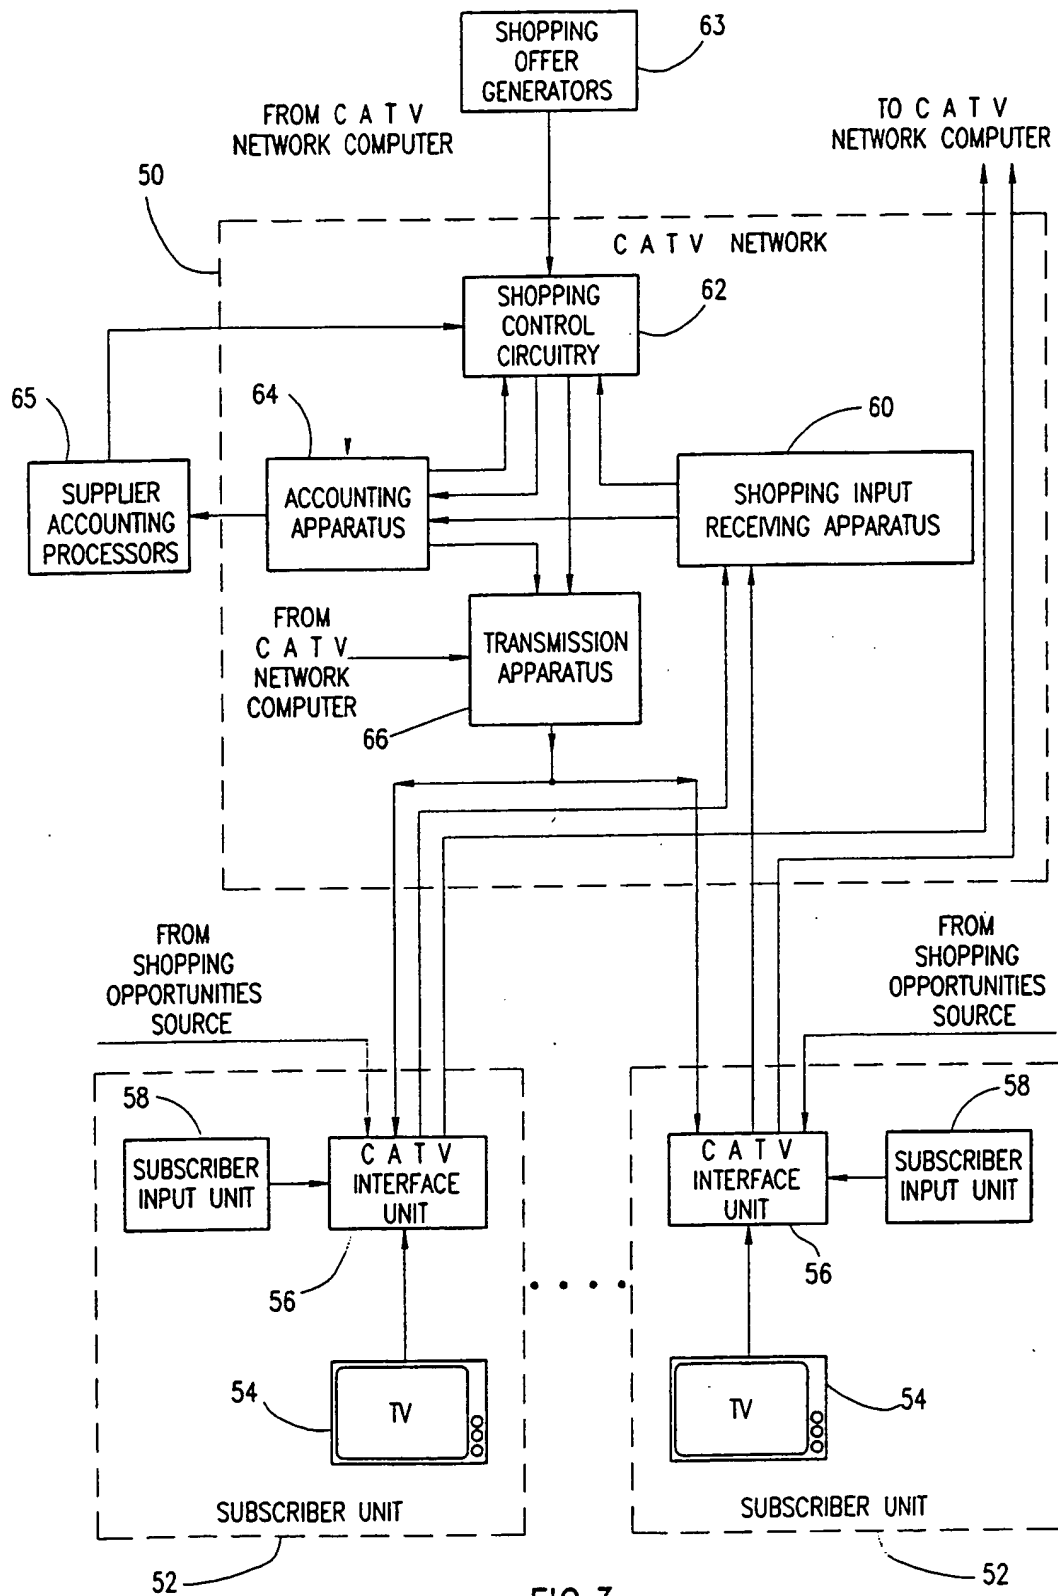 SHOPPING
OFFER
GENERATORS
63
FROM C A T V
NETWORK COMPUTER
TO C A T V
NETWORK COMPUTER
50
C A T V NETWORK
SHOPPING
CONTROL
CIRCUITRY
62
65
64
60
SUPPLIER
ACCOUNTING
PROCESSORS
ACCOUNTING
APPARATUS
SHOPPING INPUT
RECEIVING APPARATUS
FROM
C A T V
NETWORK
COMPUTER
TRANSMISSION
APPARATUS
66
FROM
SHOPPING
OPPORTUNITIES
SOURCE
FROM
SHOPPING
OPPORTUNITIES
SOURCE
58
SUBSCRIBER
INPUT UNIT
C A T V
INTERFACE
UNIT
56
C A T V
INTERFACE
UNIT
56
58
SUBSCRIBER
INPUT UNIT
54
TV
TV
54
SUBSCRIBER UNIT
52
SUBSCRIBER UNIT
52